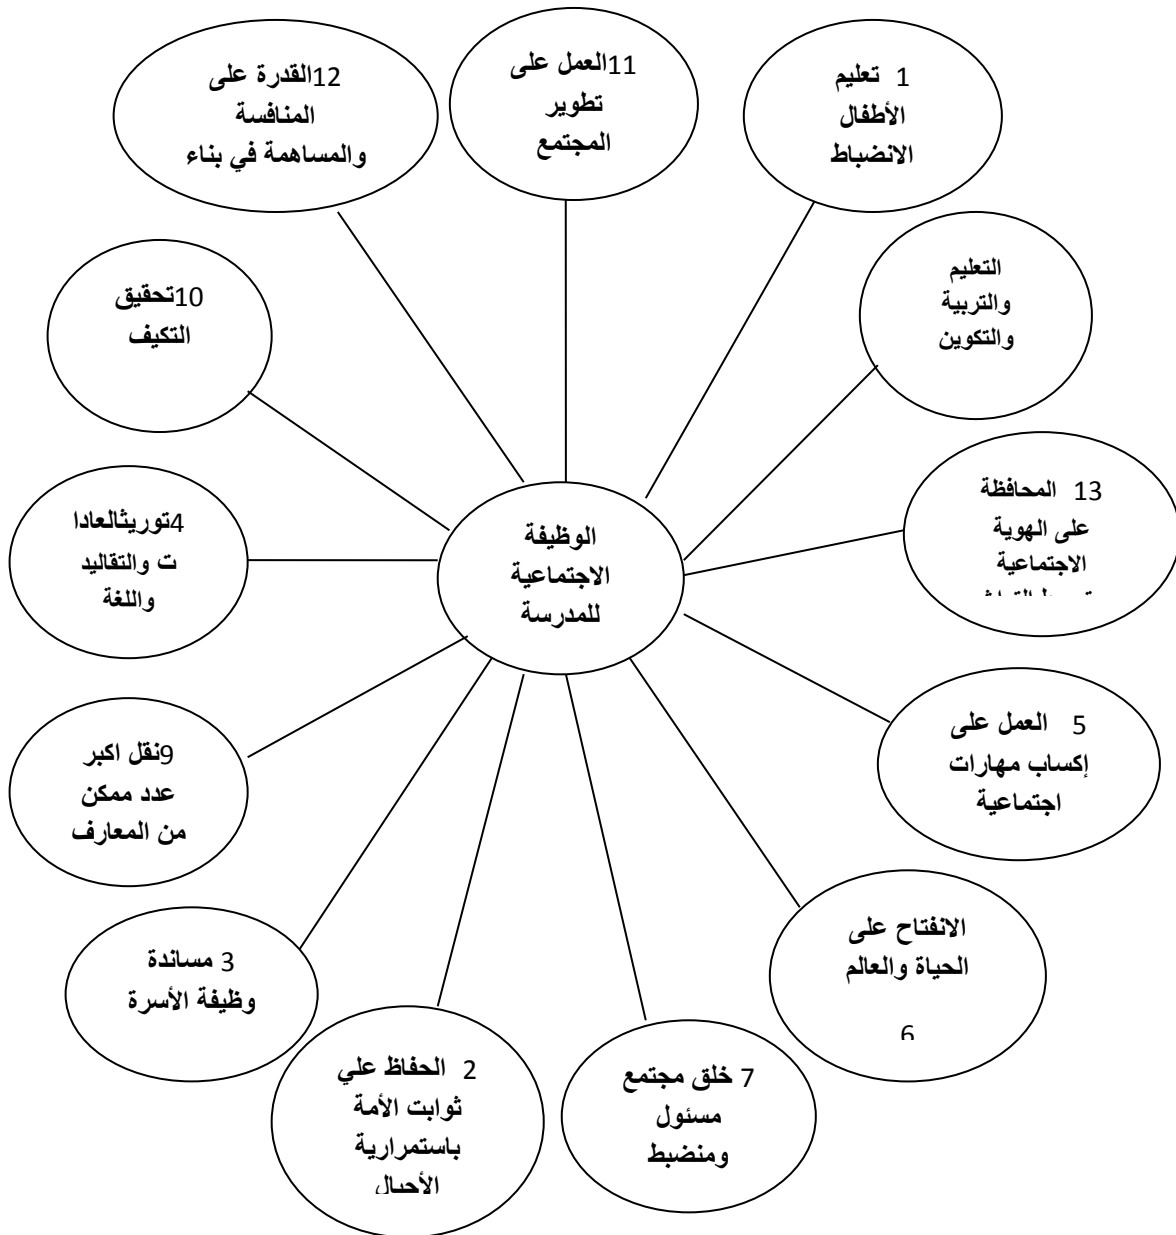 12القدرة على
المنافسة
والمساهمة في بناء
11العمل على
تطوير
المجتمع
1 تعليم
الأطفال
الانضباط
10تحقيق
التكيف
التعليم
والتربية
والتكوين
4توريثالعادا
ت والتقاليد
واللغة
الوظيفة
الاجتماعية
للمدرسة
13 المحافظة
على الهوية
الاجتماعية
9نقل اكبر
عدد ممكن
من المعارف
5 العمل على
إكساب مهارات
اجتماعية
3 مساندة
وظيفة الأسرة
الانفتاح على
الحياة والعالم
6
2 الحفاظ علي
ثوابت الأمة
باستمرارية
الأجيال
7 خلق مجتمع
مسئول
ومنضبط